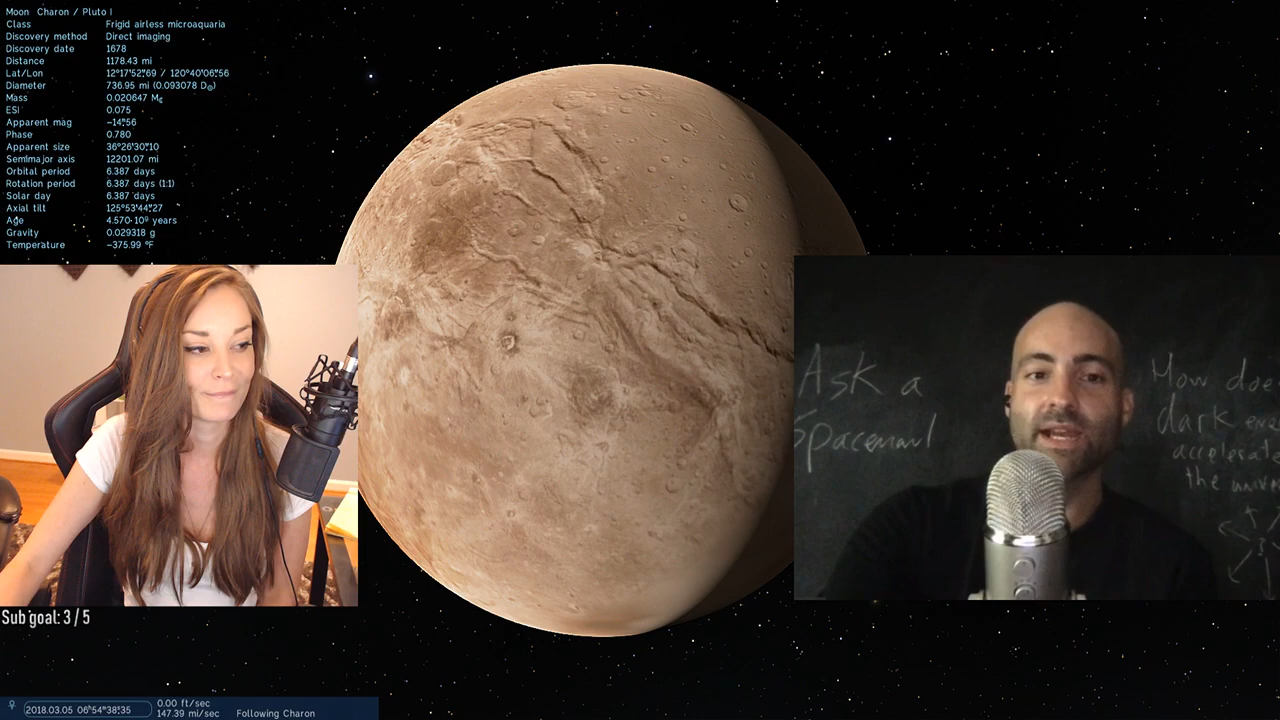 Moon Charon / Pluto I
Class Frigid airless microaquaria
Discovery method Direct imaging
Discovery date 1678
Distance 1178.43 mi
Lat/Lon 12°17'52"69 / 120°40'06"56
Diameter 736.95 mi (0.093078 D⊕)
Mass 0.020647 M⊄
ESI 0.075
Apparent mag −14.56
Phase 0.780
Apparent size 36°26'30"10
Semimajor axis 12201.07 mi
Orbital period 6.387 days
Rotation period 6.387 days (1:1)
Solar day 6.387 days
Axial tilt 125°53'44"27
Age 4.570·10⁹ years
Gravity 0.029318 g
Temperature −375.99 °F
Ask a
Spaceman!
How does
dark
accelerate
the
Sub goal: 3 / 5
2018.03.05 06ʰ54ᵐ38ˢ35
0.00 ft/sec
147.39 mi/sec Following Charon